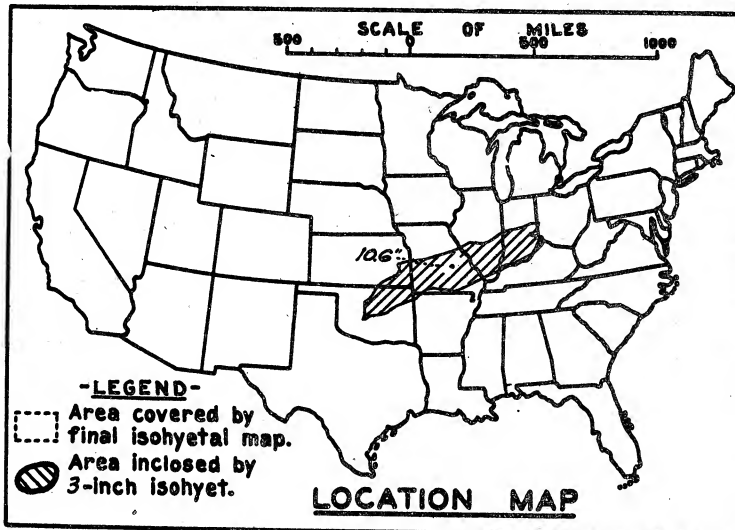 SCALE OF MILES
500 0 500 1000
10.6"
-LEGEND-
Area covered by
final isohyetal map.
Area inclosed by
3-inch isohyet.
LOCATION MAP